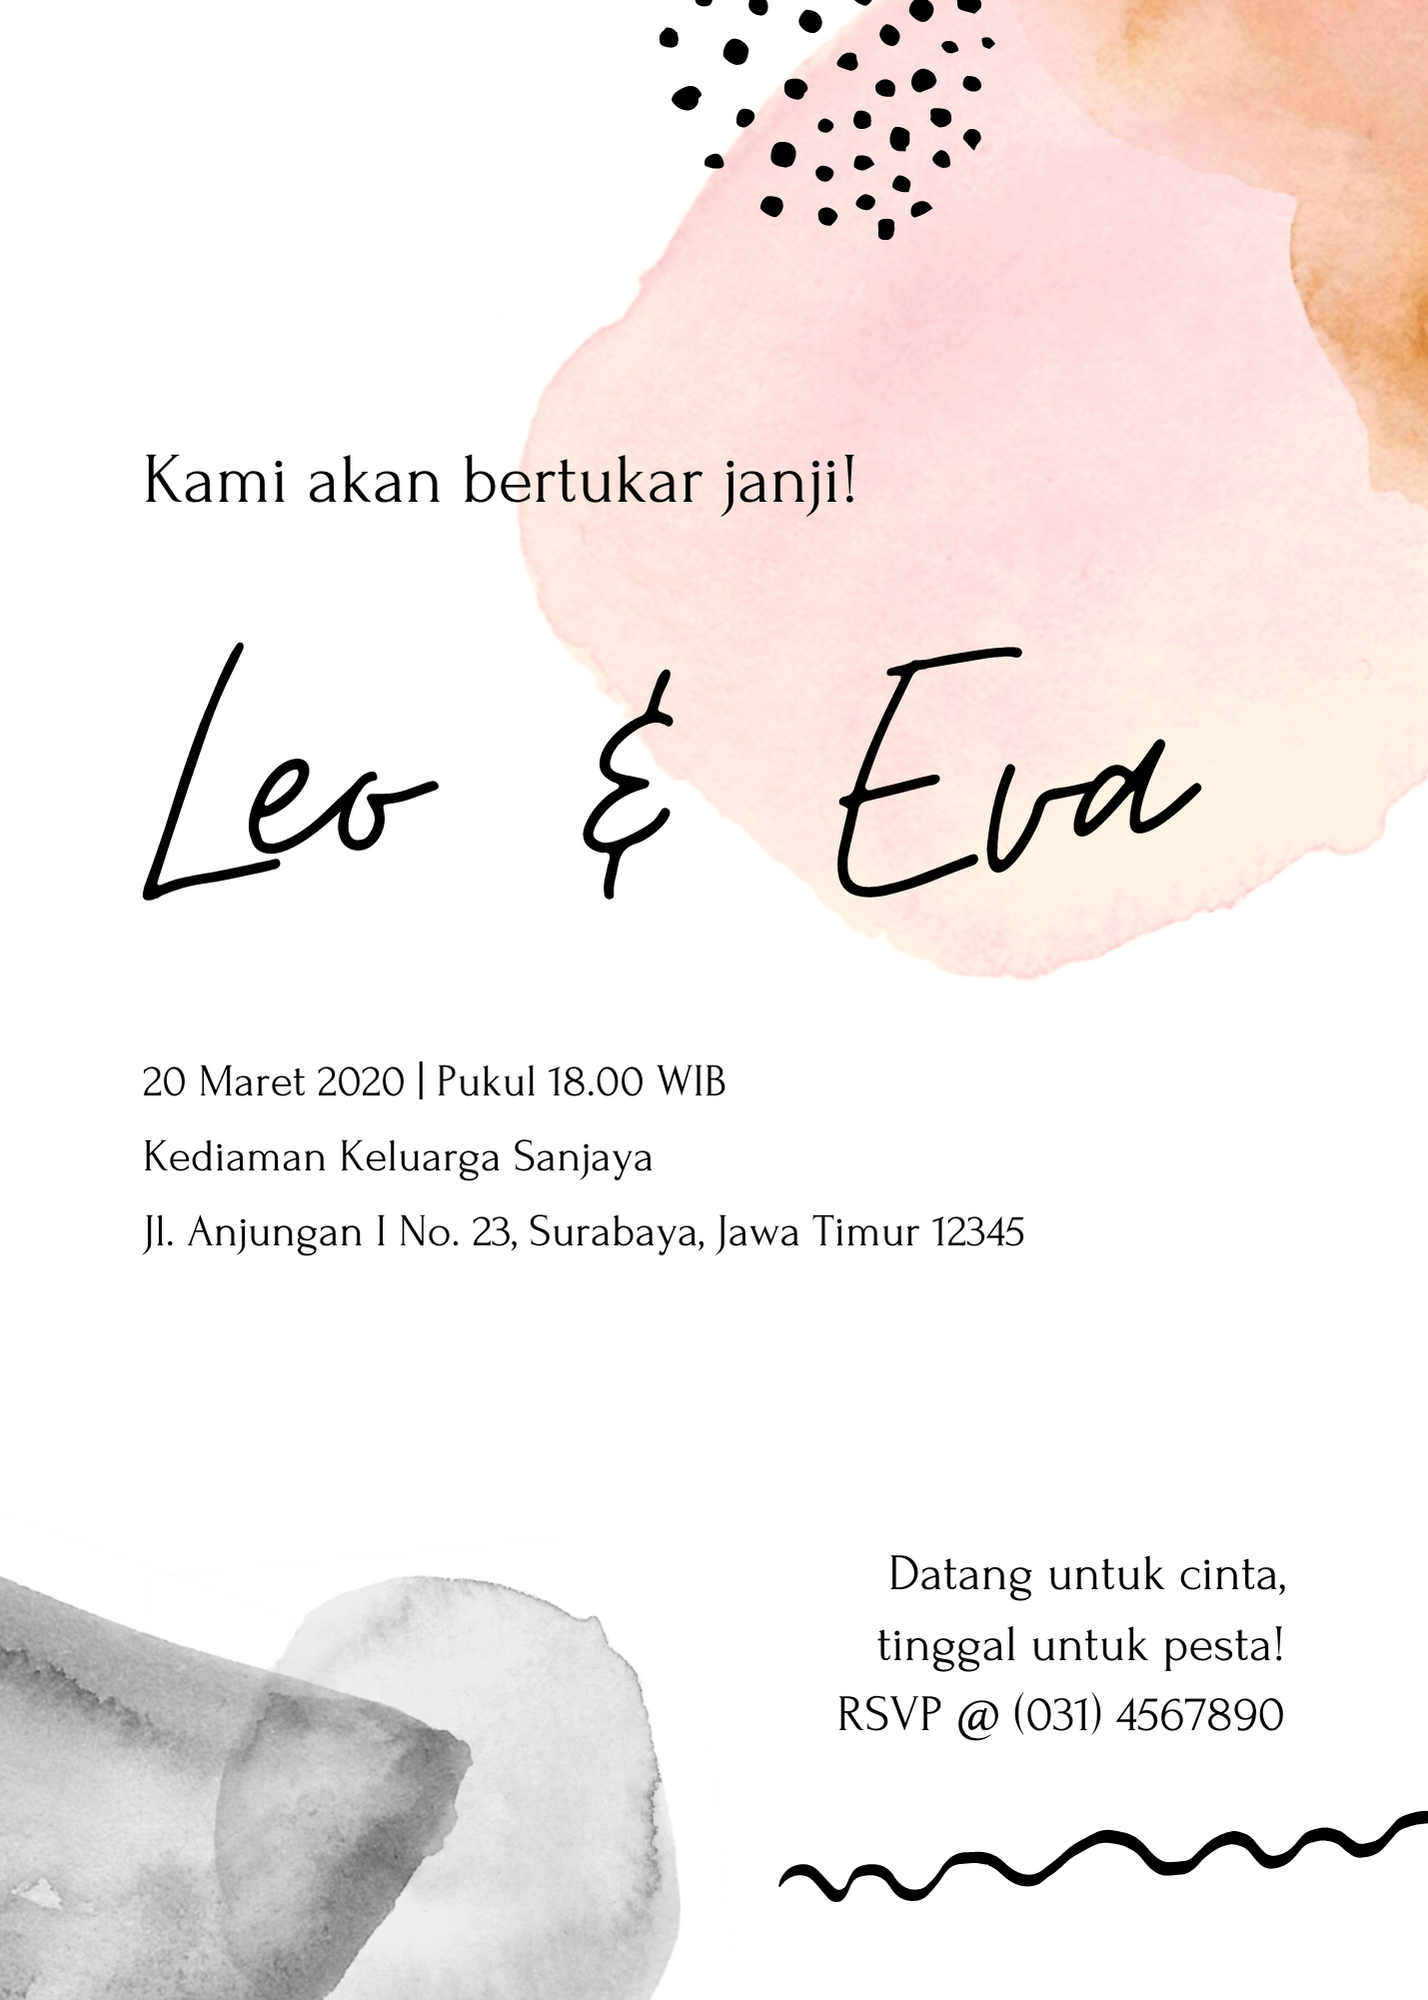 Kami akan bertukar janji!
Leo & Eva
20 Maret 2020 | Pukul 18.00 WIB
Kediaman Keluarga Sanjaya
Jl. Anjungan I No. 23, Surabaya, Jawa Timur 12345
Datang untuk cinta,
tinggal untuk pesta!
RSVP @ (031) 4567890